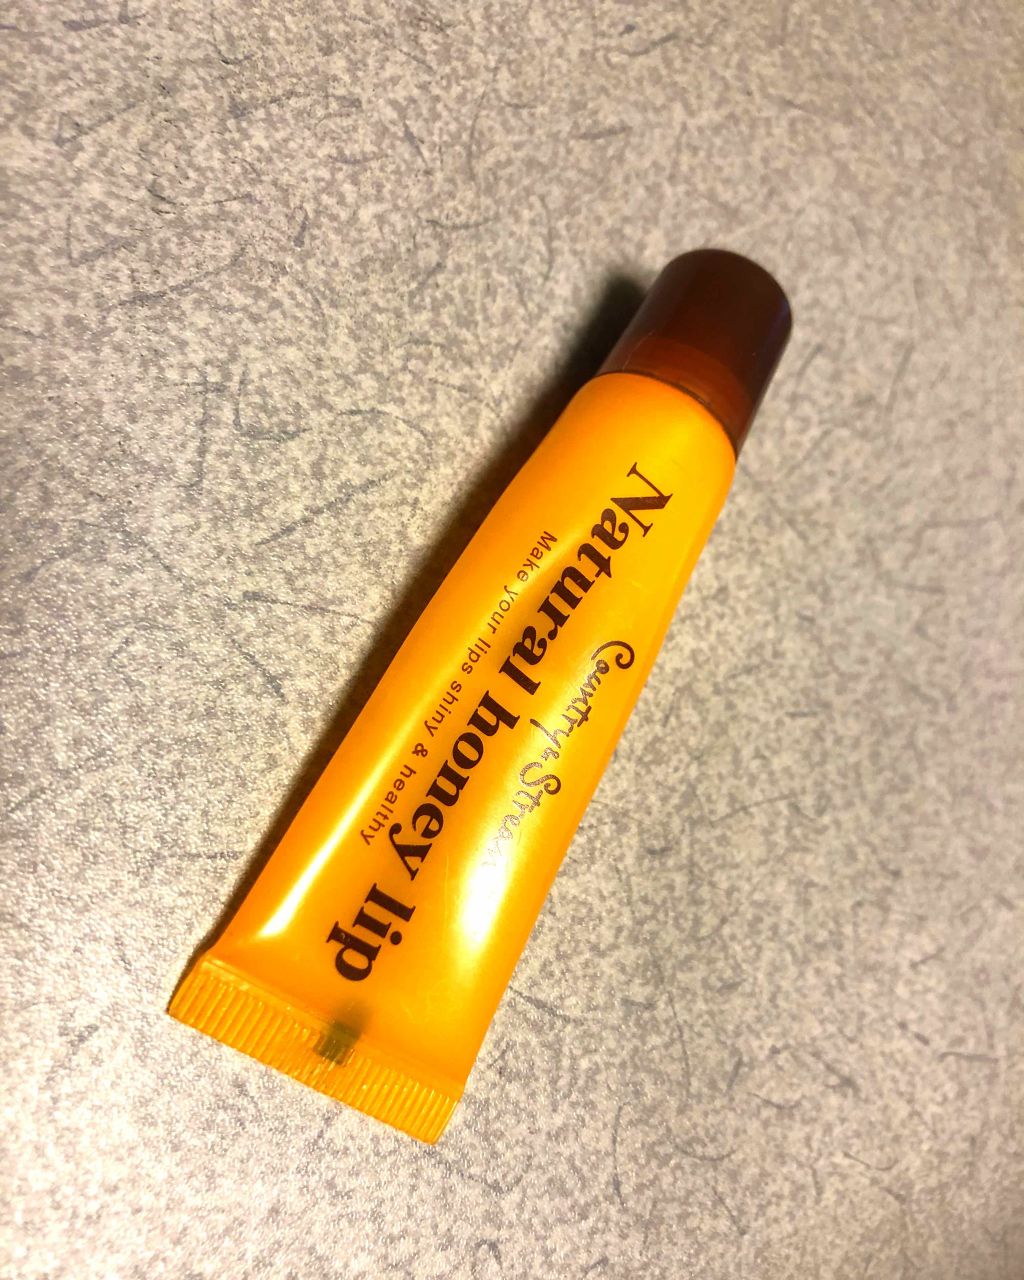 Country & Stream
Natural honey lip
Make your lips shiny & healthy